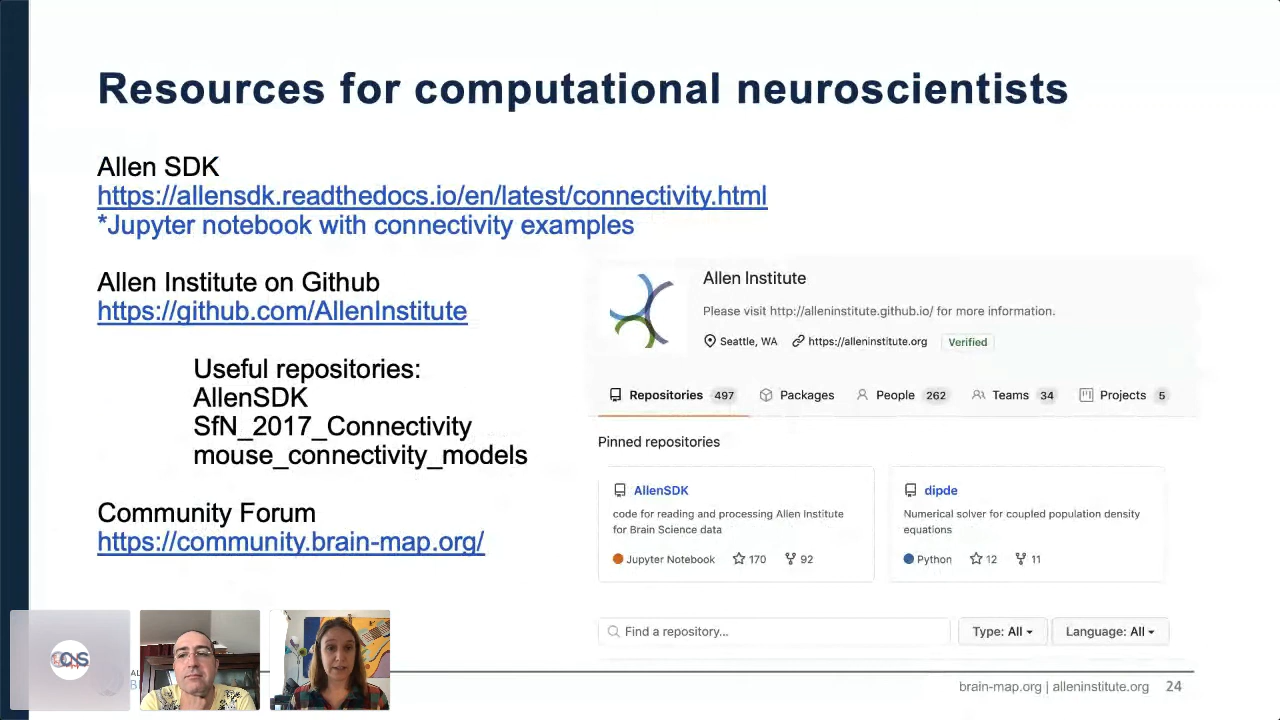 Resources for computational neuroscientists
Allen SDK
https://allensdk.readthedocs.io/en/latest/connectivity.html
*Jupyter notebook with connectivity examples
Allen Institute on Github
https://github.com/AllenInstitute
Useful repositories:
AllenSDK
SfN_2017_Connectivity
mouse_connectivity_models
Community Forum
https://community.brain-map.org/
Allen Institute
Please visit http://alleninstitute.github.io/ for more information.
Seattle, WA https://alleninstitute.org Verified
Repositories 497 Packages People 262 Teams 34 Projects 5
Pinned repositories
AllenSDK
code for reading and processing Allen Institute
for Brain Science data
Jupyter Notebook 170 92
dipde
Numerical solver for coupled population density
equations
Python 12 11
Find a repository... Type: All Language: All
brain-map.org | alleninstitute.org 24